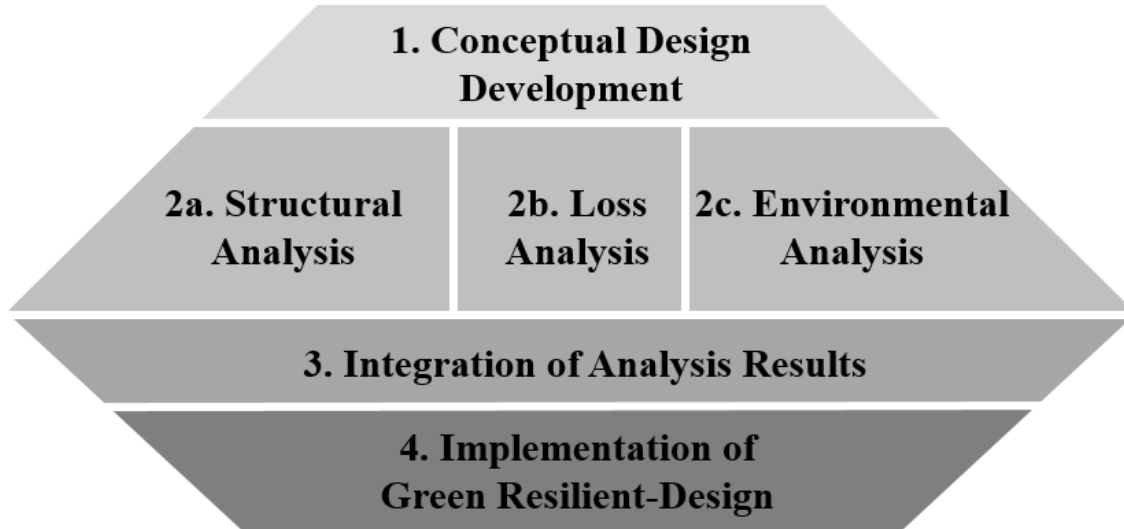 1. Conceptual Design
Development
2a. Structural
Analysis
2b. Loss
Analysis
2c. Environmental
Analysis
3. Integration of Analysis Results
4. Implementation of
Green Resilient-Design